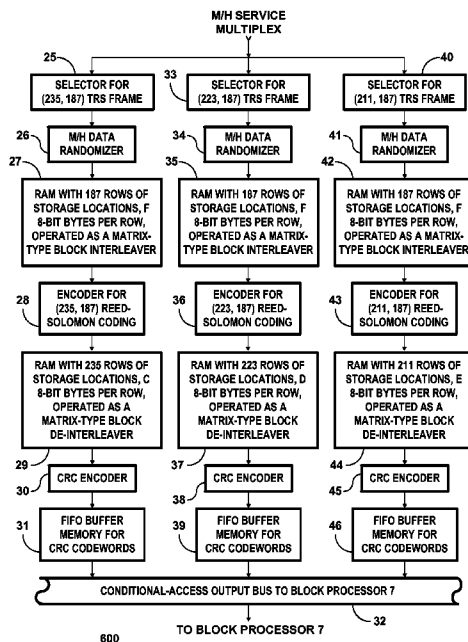 M/H SERVICE
MULTIPLEX
25
33
40
SELECTOR FOR
(235, 187) TRS FRAME
SELECTOR FOR
(223, 187) TRS FRAME
SELECTOR FOR
(211, 187) TRS FRAME
26
34
41
M/H DATA
RANDOMIZER
M/H DATA
RANDOMIZER
M/H DATA
RANDOMIZER
27
35
42
RAM WITH 187 ROWS OF
STORAGE LOCATIONS, F
8-BIT BYTES PER ROW,
OPERATED AS A MATRIX-
TYPE BLOCK INTERLEAVER
RAM WITH 187 ROWS OF
STORAGE LOCATIONS, F
8-BIT BYTES PER ROW,
OPERATED AS A MATRIX-
TYPE BLOCK INTERLEAVER
RAM WITH 187 ROWS OF
STORAGE LOCATIONS, F
8-BIT BYTES PER ROW,
OPERATED AS A MATRIX-
TYPE BLOCK INTERLEAVER
28
36
43
ENCODER FOR
(235, 187) REED-
SOLOMON CODING
ENCODER FOR
(223, 187) REED-
SOLOMON CODING
ENCODER FOR
(211, 187) REED-
SOLOMON CODING
RAM WITH 235 ROWS OF
STORAGE LOCATIONS, C
8-BIT BYTES PER ROW,
OPERATED AS A
MATRIX-TYPE BLOCK
DE-INTERLEAVER
RAM WITH 223 ROWS OF
STORAGE LOCATIONS, D
8-BIT BYTES PER ROW,
OPERATED AS A
MATRIX-TYPE BLOCK
DE-INTERLEAVER
RAM WITH 211 ROWS OF
STORAGE LOCATIONS, E
8-BIT BYTES PER ROW,
OPERATED AS A
MATRIX-TYPE BLOCK
DE-INTERLEAVER
29
37
44
30
CRC ENCODER
38
CRC ENCODER
45
CRC ENCODER
31
39
46
FIFO BUFFER
MEMORY FOR
CRC CODEWORDS
FIFO BUFFER
MEMORY FOR
CRC CODEWORDS
FIFO BUFFER
MEMORY FOR
CRC CODEWORDS
CONDITIONAL-ACCESS OUTPUT BUS TO BLOCK PROCESSOR 7
32
TO BLOCK PROCESSOR 7
600